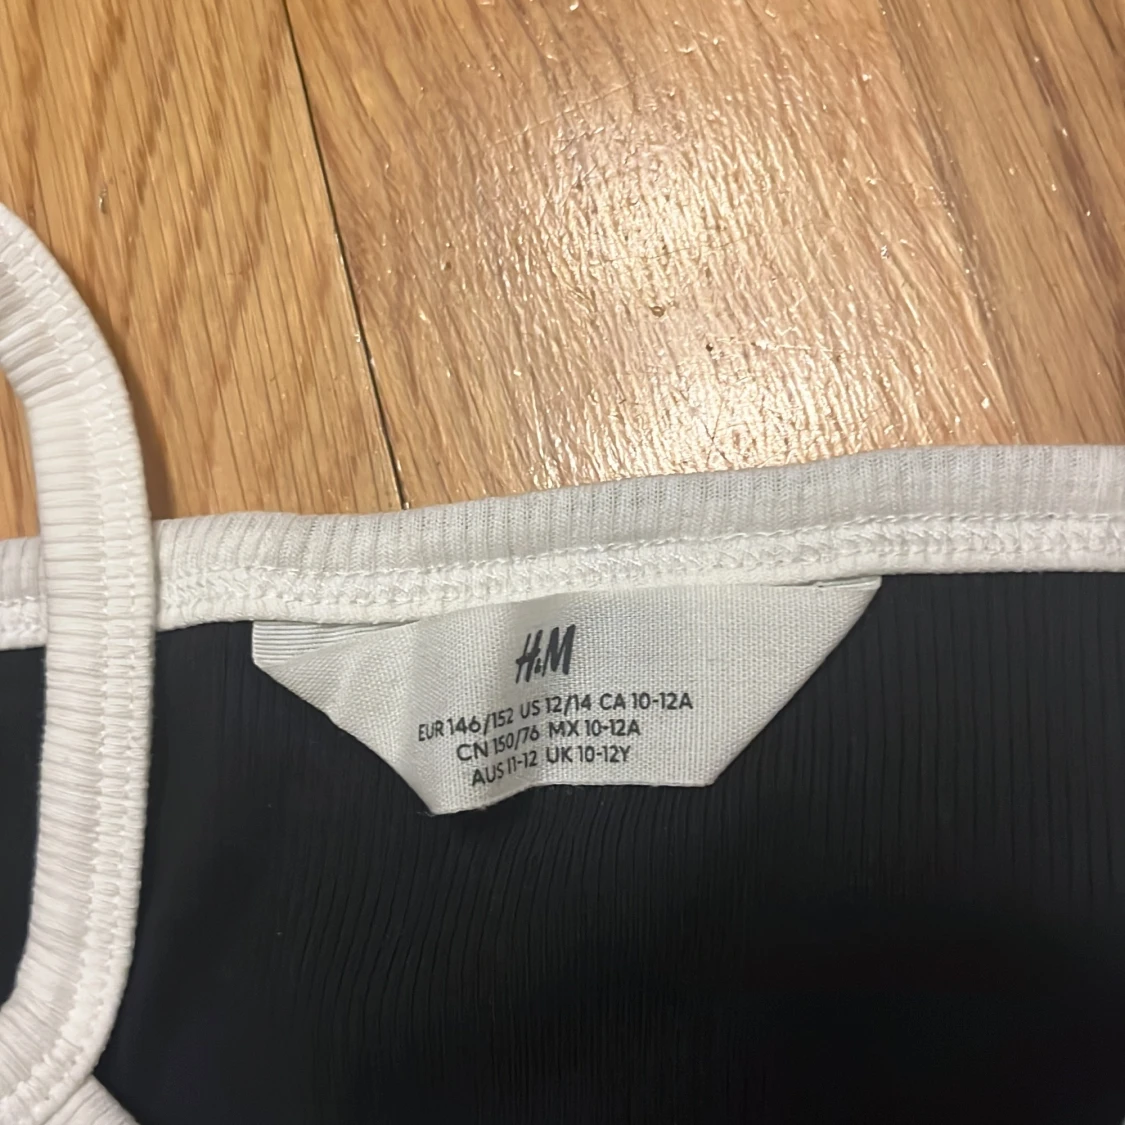 H&M
EUR 146/152 US 12/14 CA 10-12A
CN 150/76 MX 10-12A
AUS 11-12 UK 10-12Y